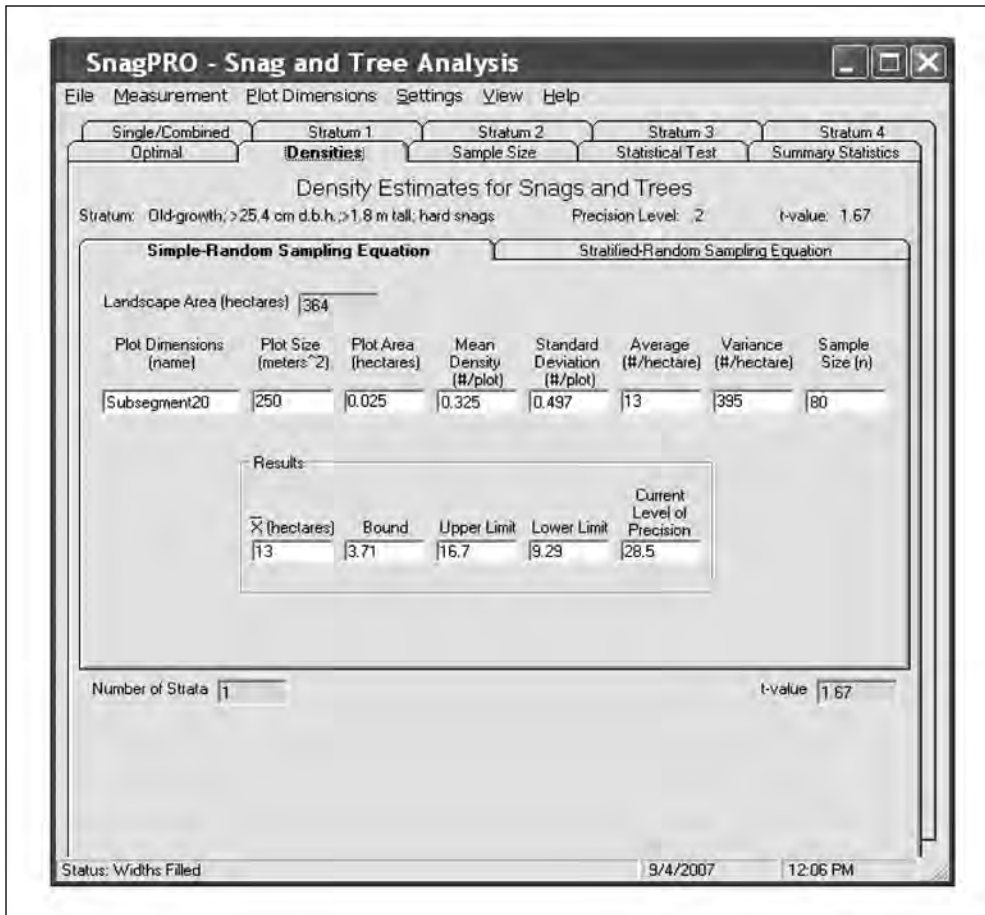 SnagPRO - Snag and Tree Analysis
File Measurement Plot Dimensions Settings View Help
Single/Combined Stratum 1 Stratum 2 Stratum 3 Stratum 4
Optimal Densities Sample Size Statistical Test Summary Statistics
Density Estimates for Snags and Trees
Stratum: Old-growth; >25.4 cm d.b.h.;>1.8 m tall; hard snags Precision Level: .2 t-value: 1.67
Simple-Random Sampling Equation Stratified-Random Sampling Equation
Landscape Area (hectares) 364
Plot Dimensions (name) Plot Size (meters^2) Plot Area (hectares) Mean Density (#/plot) Standard Deviation (#/plot) Average (#/hectare) Variance (#/hectare) Sample Size (n)
Subsegment20 250 0.025 0.325 0.497 13 395 80
Results
X̅ (hectares) Bound Upper Limit Lower Limit Current Level of Precision
13 3.71 16.7 9.29 28.5
Number of Strata 1 t-value 1.67
Status: Widths Filled 9/4/2007 12:06 PM